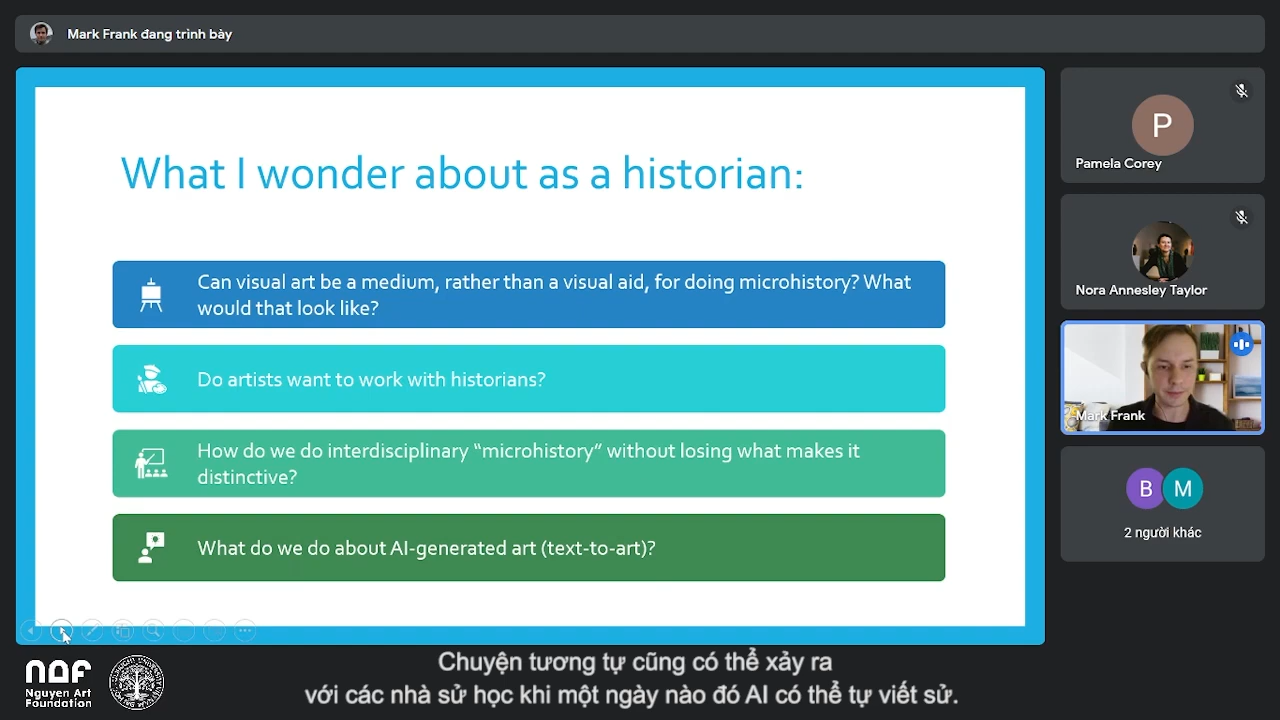 Mark Frank đang trình bày
What I wonder about as a historian:
Can visual art be a medium, rather than a visual aid, for doing microhistory? What
would that look like?
Do artists want to work with historians?
How do we do interdisciplinary “microhistory” without losing what makes it
distinctive?
What do we do about AI-generated art (text-to-art)?
P
Pamela Corey
Nora Annesley Taylor
Mark Frank
B M
2 người khác
NAF
Nguyen Art
Foundation
Chuyện tương tự cũng có thể xảy ra
với các nhà sử học khi một ngày nào đó AI có thể tự viết sử.